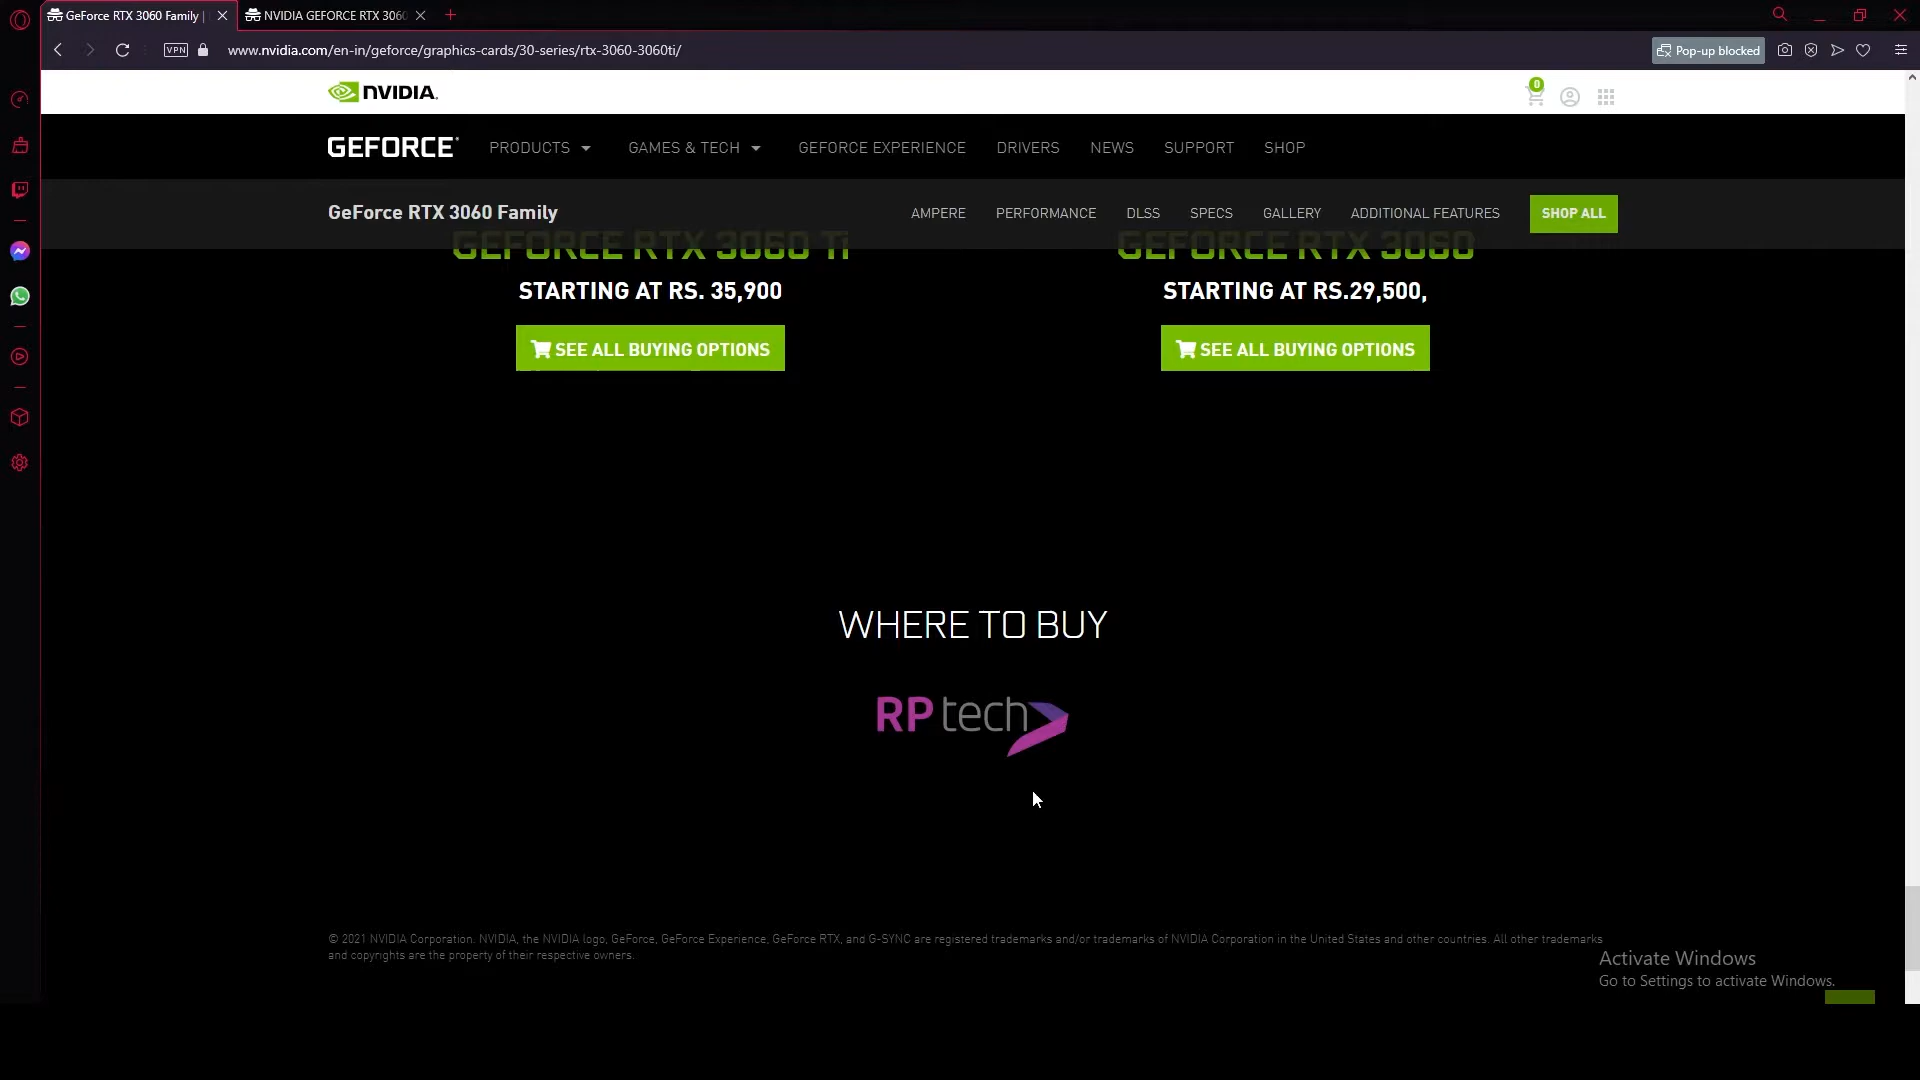 GeForce RTX 3060 Family |
NVIDIA GEFORCE RTX 3060
VPN
www.nvidia.com/en-in/geforce/graphics-cards/30-series/rtx-3060-3060ti/
Pop-up blocked
NVIDIA.
0
GEFORCE
PRODUCTS
GAMES & TECH
GEFORCE EXPERIENCE
DRIVERS
NEWS
SUPPORT
SHOP
GeForce RTX 3060 Family
AMPERE
PERFORMANCE
DLSS
SPECS
GALLERY
ADDITIONAL FEATURES
SHOP ALL
GEFORCE RTX 3060 Ti
GEFORCE RTX 3060
STARTING AT RS. 35,900
STARTING AT RS.29,500,
SEE ALL BUYING OPTIONS
SEE ALL BUYING OPTIONS
WHERE TO BUY
RP tech
© 2021 NVIDIA Corporation. NVIDIA, the NVIDIA logo, GeForce, GeForce Experience, GeForce RTX, and G-SYNC are registered trademarks and/or trademarks of NVIDIA Corporation in the United States and other countries. All other trademarks
and copyrights are the property of their respective owners.
Activate Windows
Go to Settings to activate Windows.